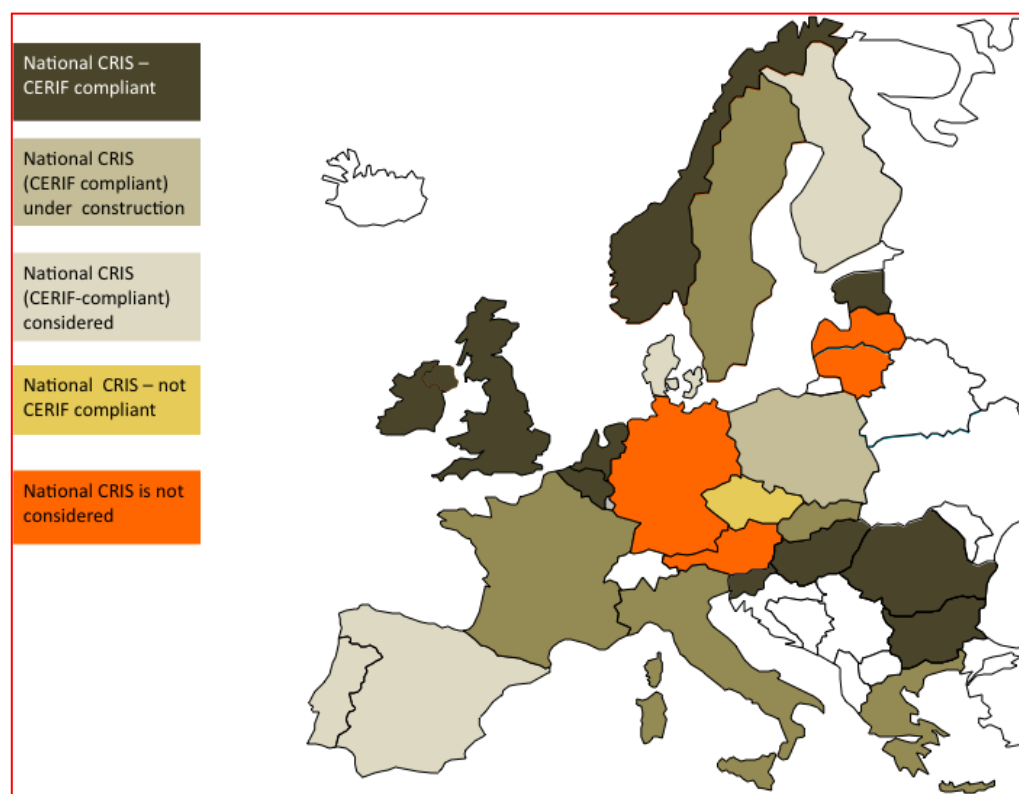 National CRIS –
CERIF compliant
National CRIS
(CERIF compliant)
under construction
National CRIS
(CERIF-compliant)
considered
National CRIS – not
CERIF compliant
National CRIS is not
considered